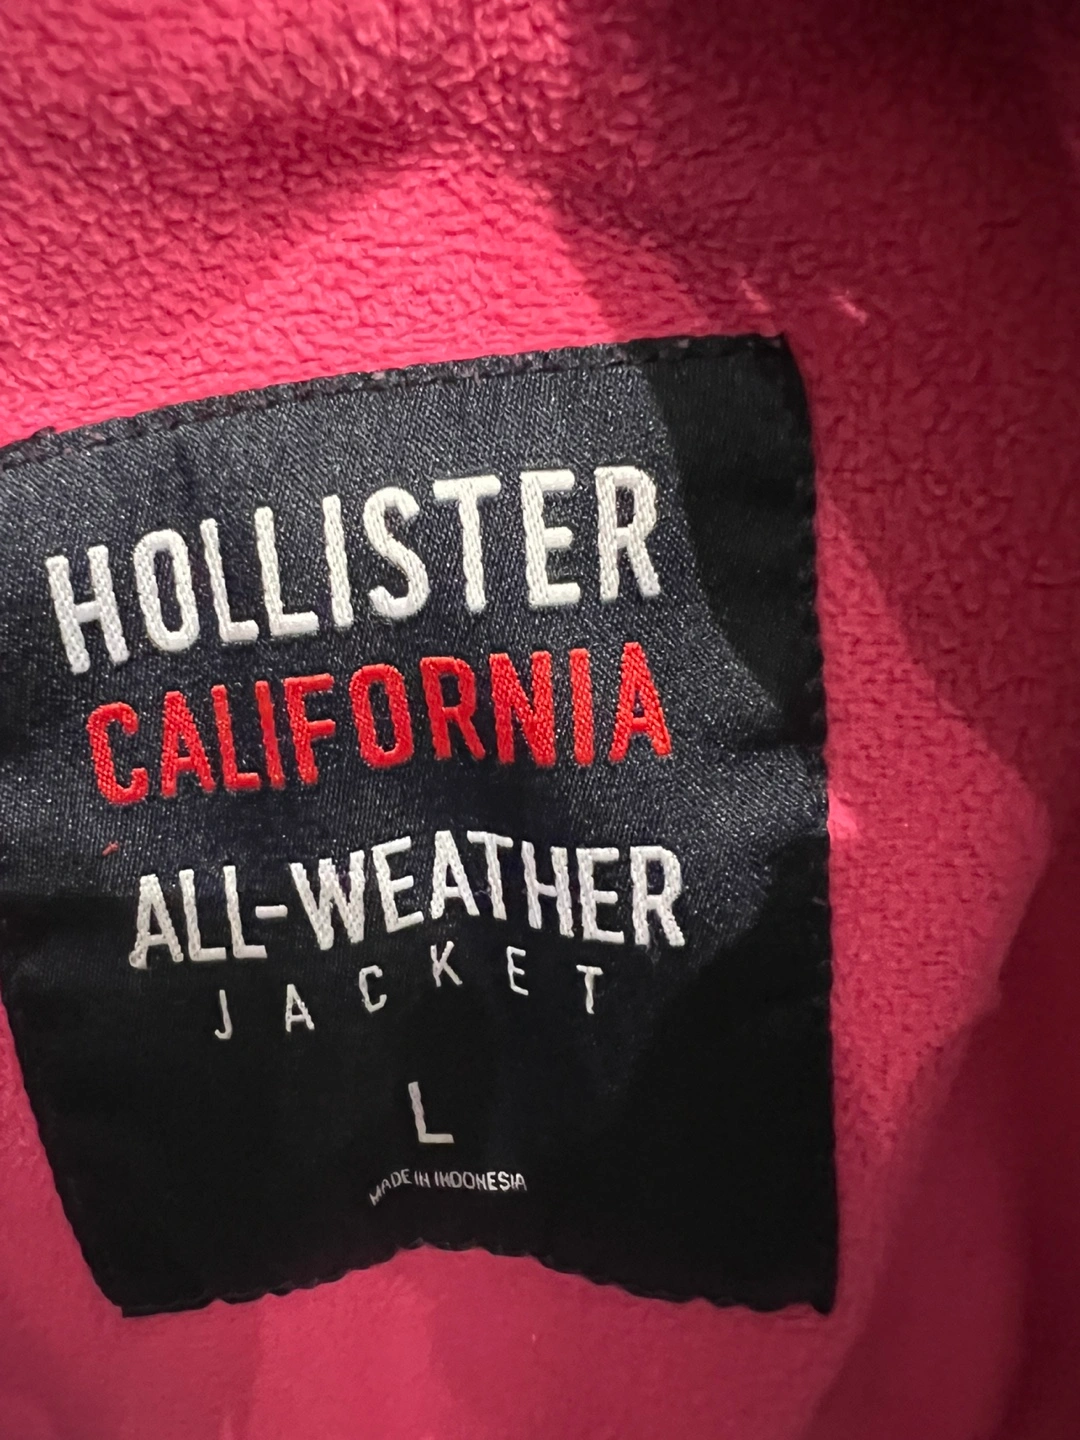 HOLLISTER
CALIFORNIA
ALL-WEATHER
JACKET
L
MADE IN INDONESIA